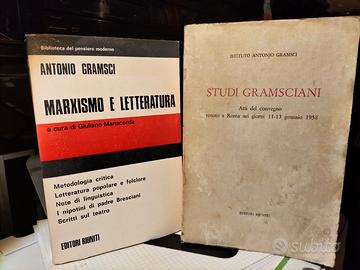 Biblioteca del pensiero moderno
ANTONIO GRAMSCI
MARXISMO E LETTERATURA
a cura di Giuliano Manacorda
Metodologia critica
Letteratura popolare e folclore
Note di linguistica
I nipotini di padre Bresciani
Scritti sul teatro
EDITORI RIUNITI
ISTITUTO ANTONIO GRAMSCI
STUDI GRAMSCIANI
Atti del convegno
tenuto a Roma nei giorni 11-13 gennaio 1958
EDITORI RIUNITI
subito.it